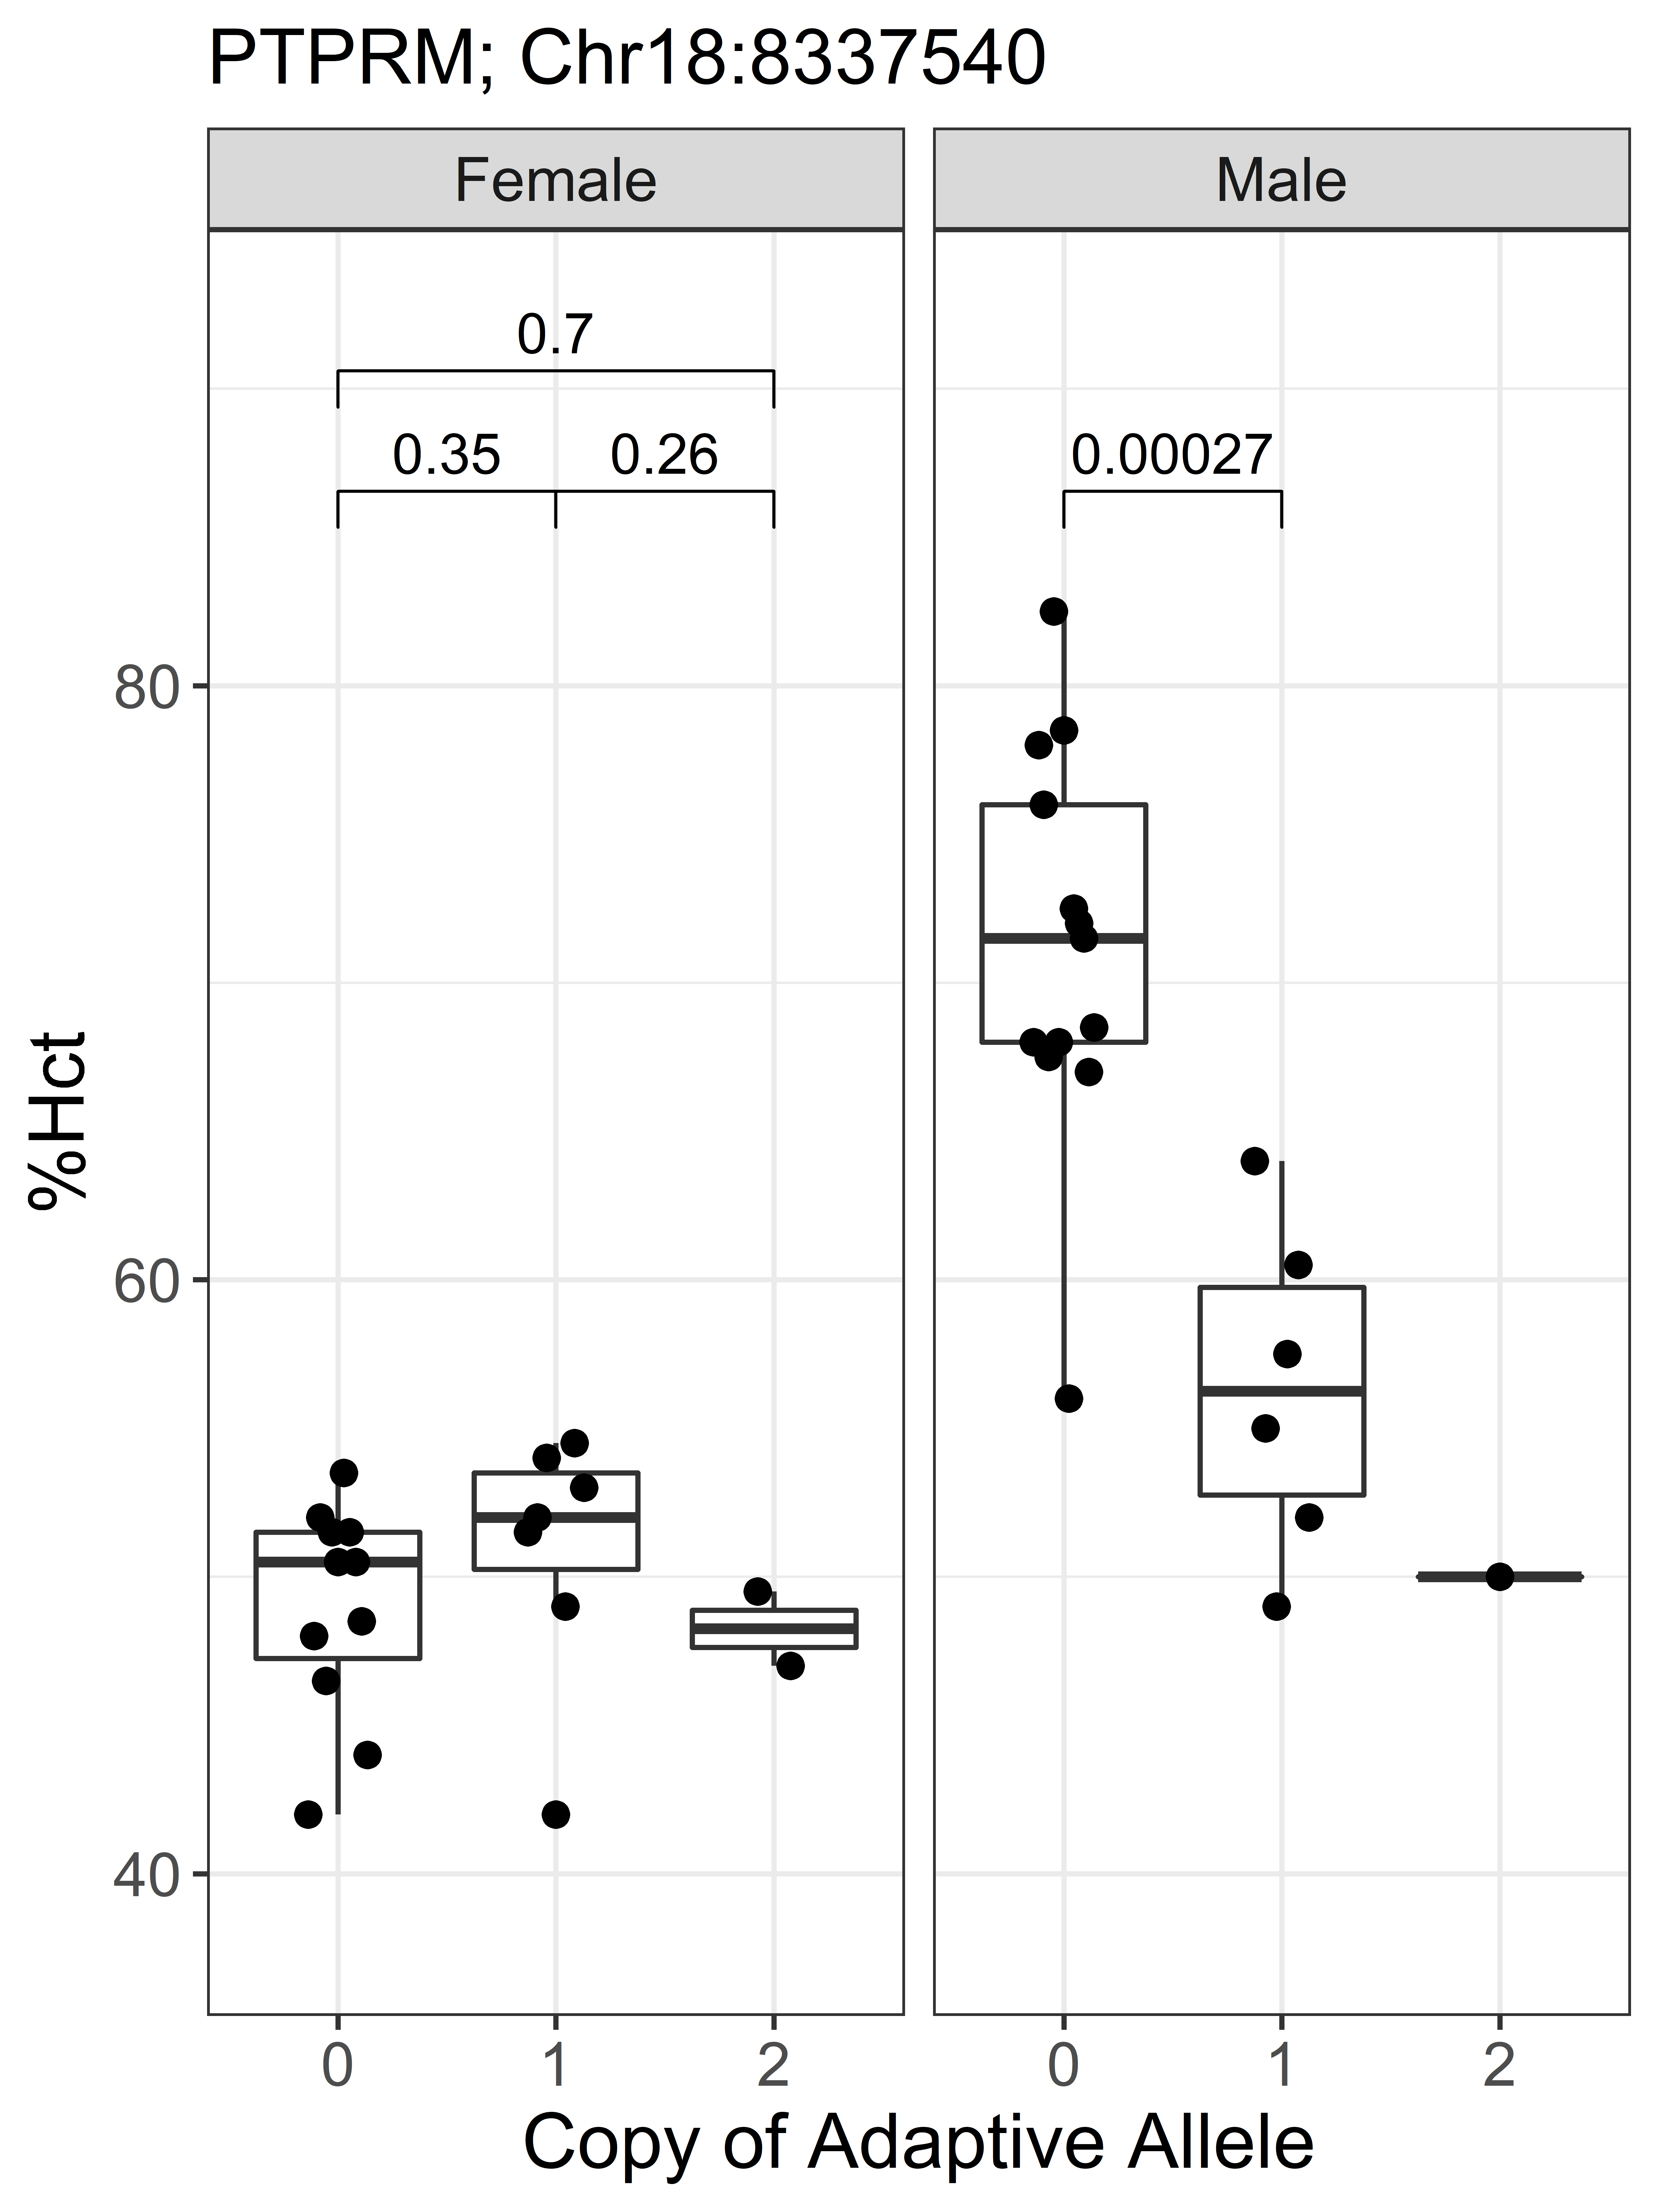 PTPRM; Chr18:8337540
Female
Male
0.7
0.35
0.26
0.00027
%Hct
80
60
40
0
1
2
0
1
2
Copy of Adaptive Allele